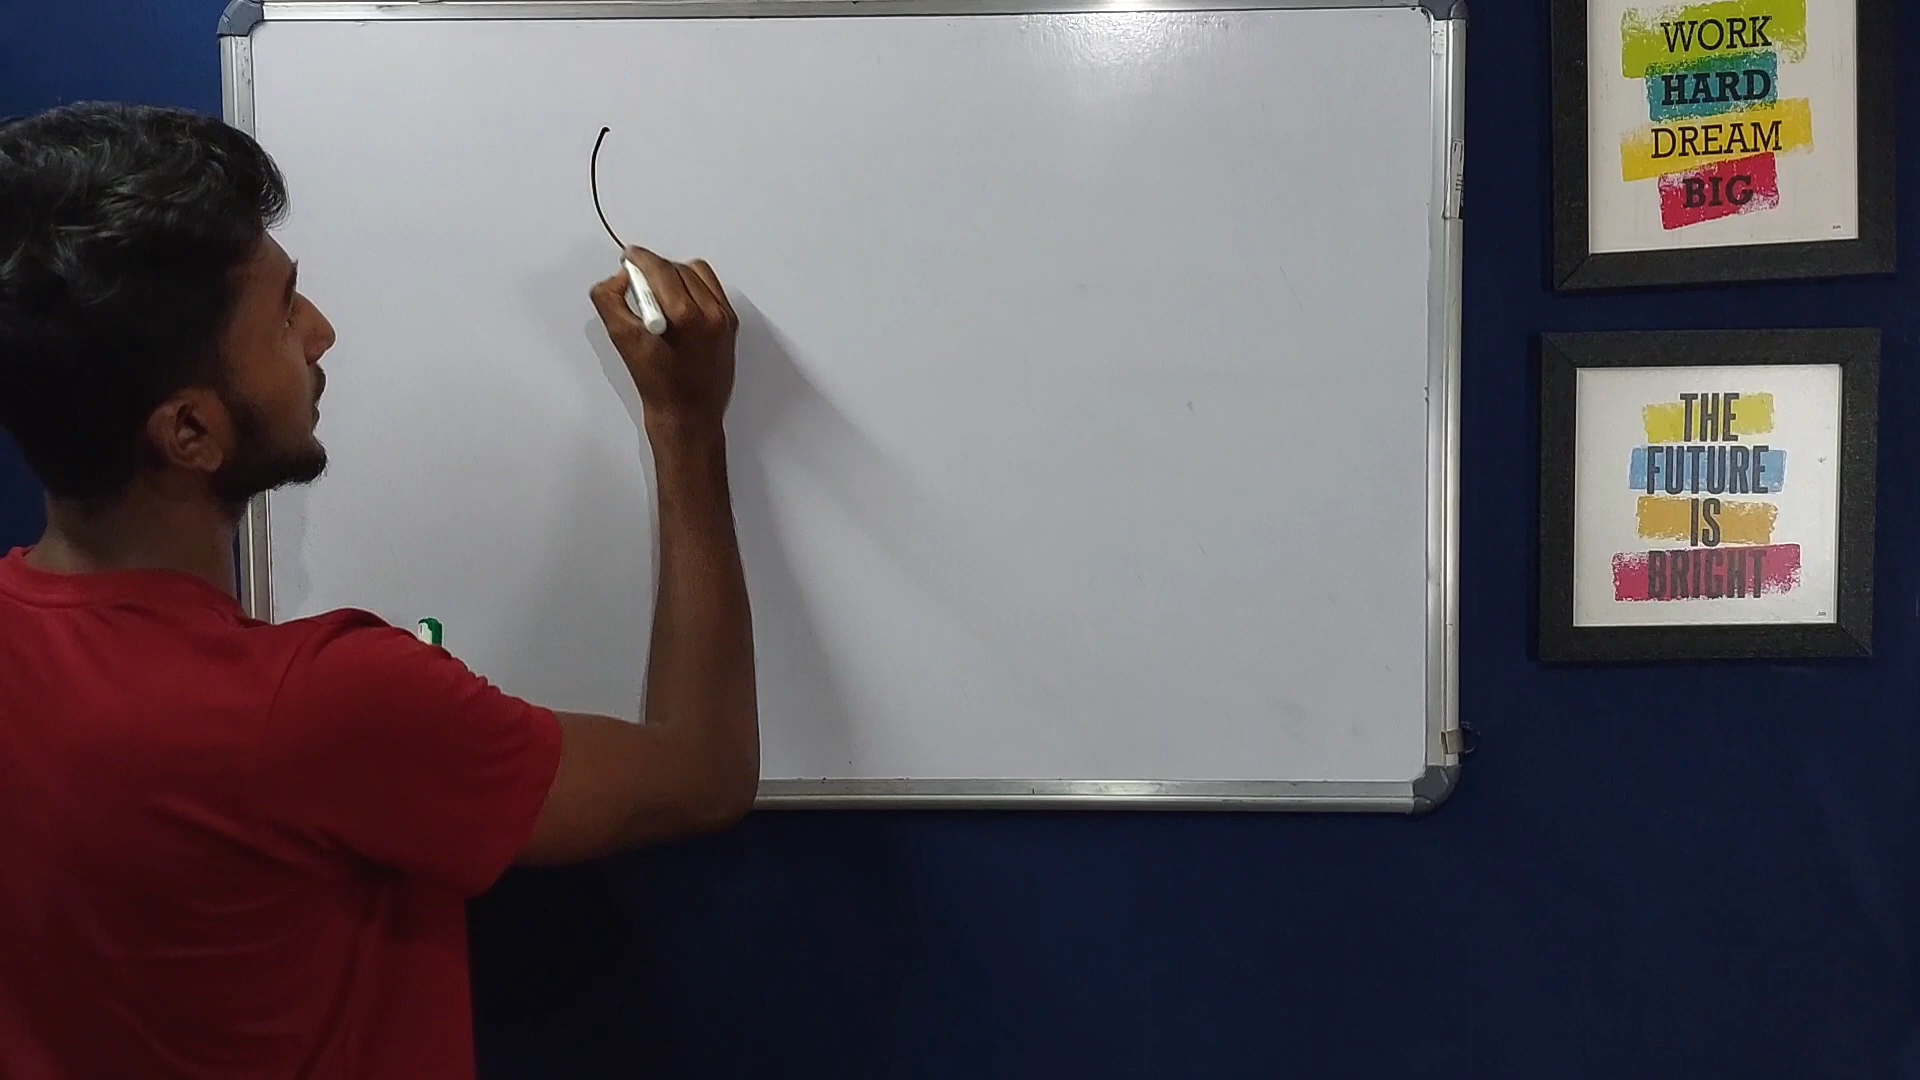 WORK
HARD
DREAM
BIG
THE
FUTURE
IS
BRIGHT